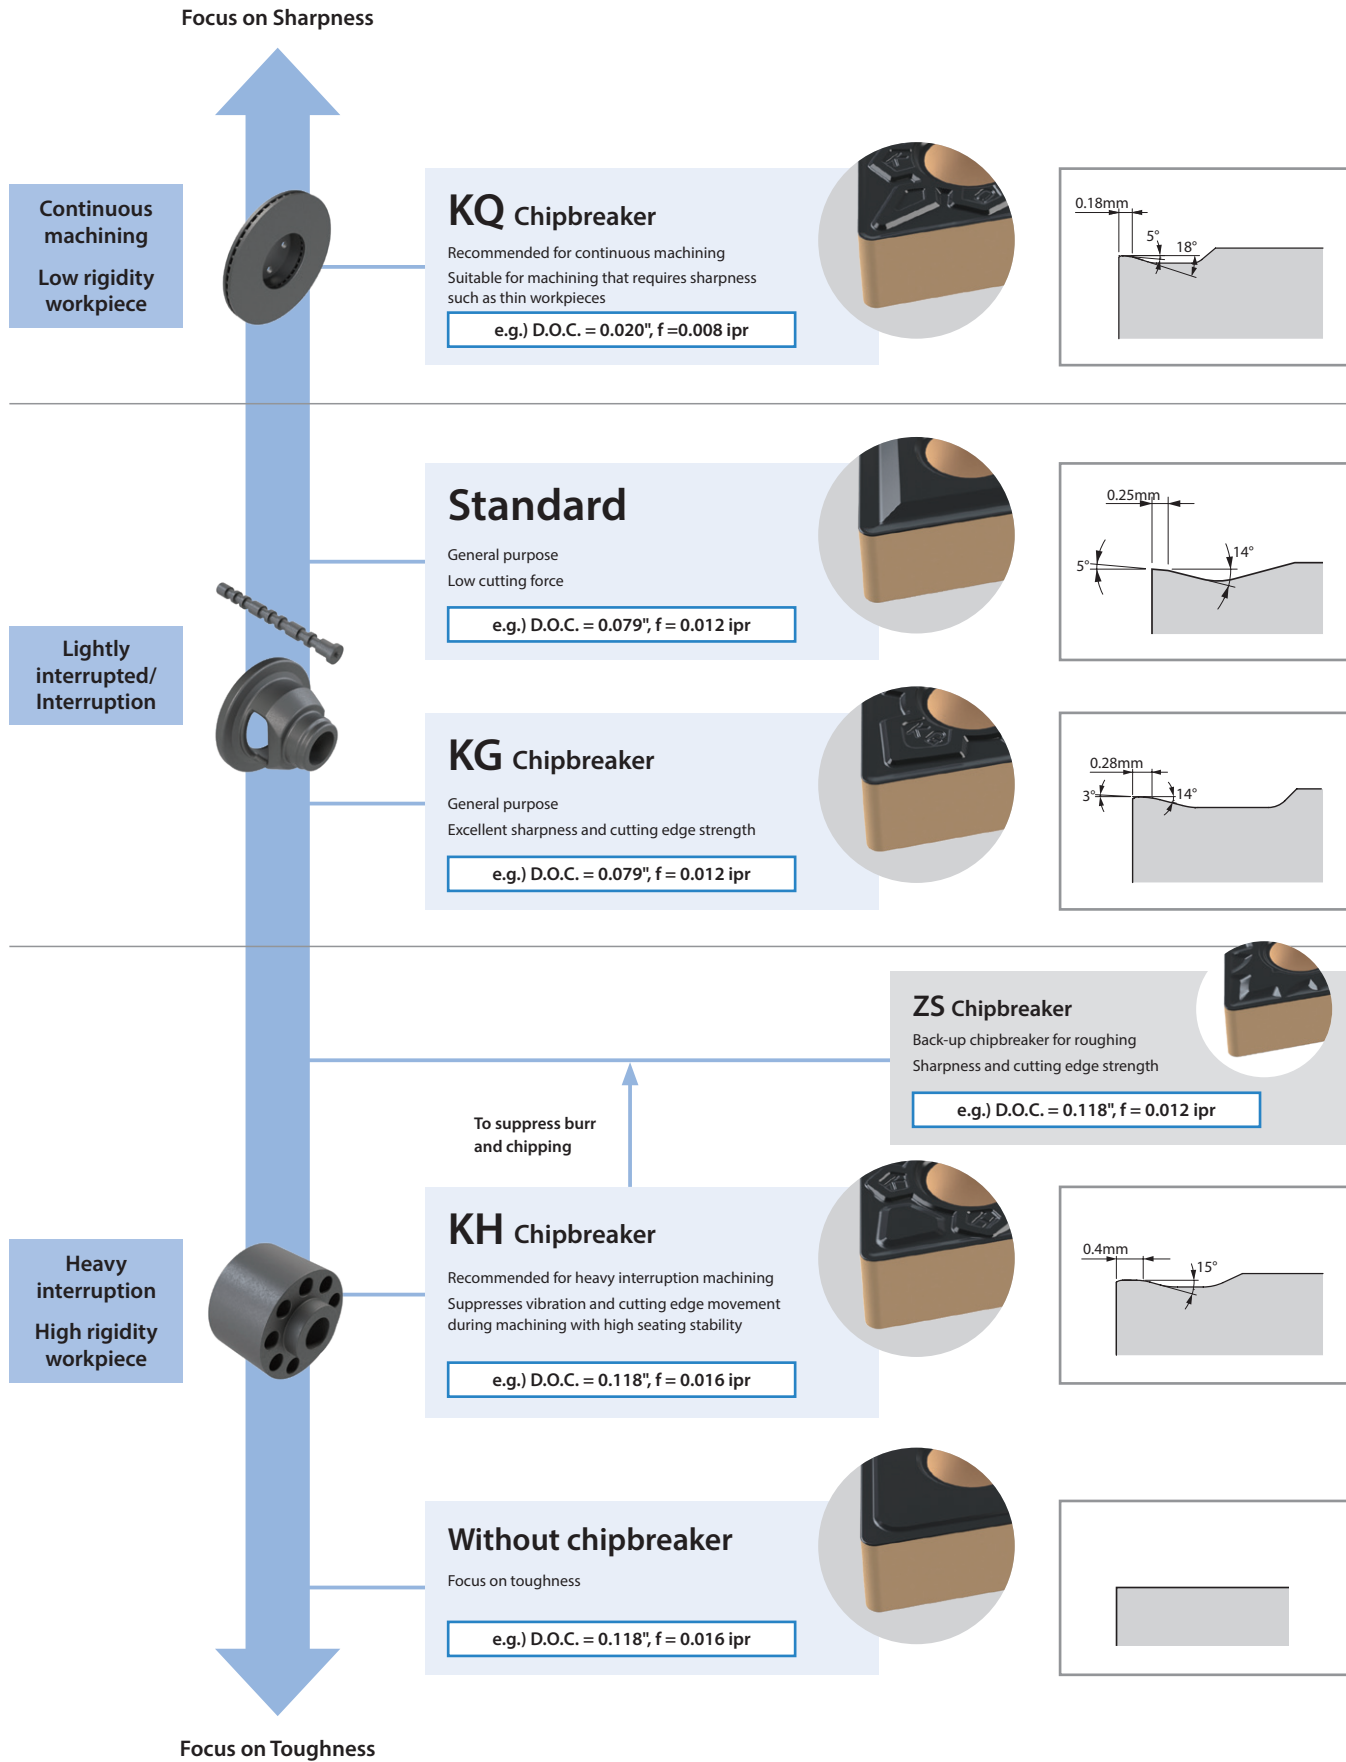 Focus on Sharpness
Continuous
machining
Low rigidity
workpiece
KQ Chipbreaker
Recommended for continuous machining
Suitable for machining that requires sharpness
such as thin workpieces
e.g.) D.O.C. = 0.020", f =0.008 ipr
0.18mm
5°
18°
Standard
General purpose
Low cutting force
e.g.) D.O.C. = 0.079", f = 0.012 ipr
0.25mm
5°
14°
Lightly
interrupted/
Interruption
KG Chipbreaker
General purpose
Excellent sharpness and cutting edge strength
e.g.) D.O.C. = 0.079", f = 0.012 ipr
KG
0.28mm
3°
14°
ZS Chipbreaker
Back-up chipbreaker for roughing
Sharpness and cutting edge strength
e.g.) D.O.C. = 0.118", f = 0.012 ipr
To suppress burr
and chipping
Heavy
interruption
High rigidity
workpiece
KH Chipbreaker
Recommended for heavy interruption machining
Suppresses vibration and cutting edge movement
during machining with high seating stability
e.g.) D.O.C. = 0.118", f = 0.016 ipr
0.4mm
15°
Without chipbreaker
Focus on toughness
e.g.) D.O.C. = 0.118", f = 0.016 ipr
Focus on Toughness